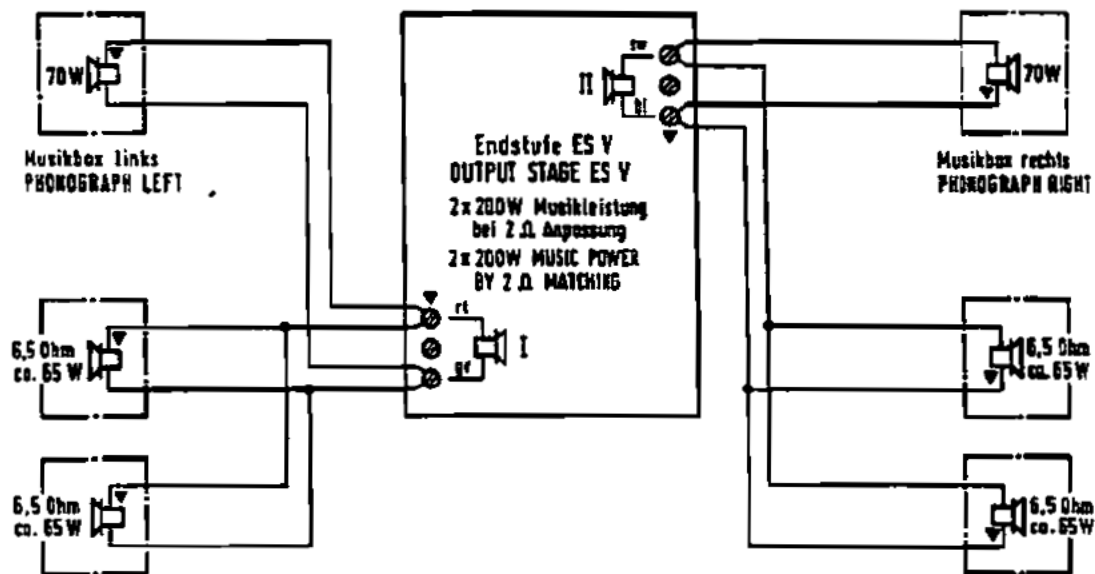 70W
Musikbox links
PHONOGRAPH LEFT
6,5 Ohm
ca. 65 W
6,5 Ohm
ca. 65 W
sw
II
bl
Endstufe ES V
OUTPUT STAGE ES V
2 x 200W Musikleistung
bei 2 Ω Anpassung
2 x 200W MUSIC POWER
BY 2 Ω MATCHING
rt
I
gr
70W
Musikbox rechts
PHONOGRAPH RIGHT
6,5 Ohm
ca. 65W
6,5 Ohm
ca. 65W